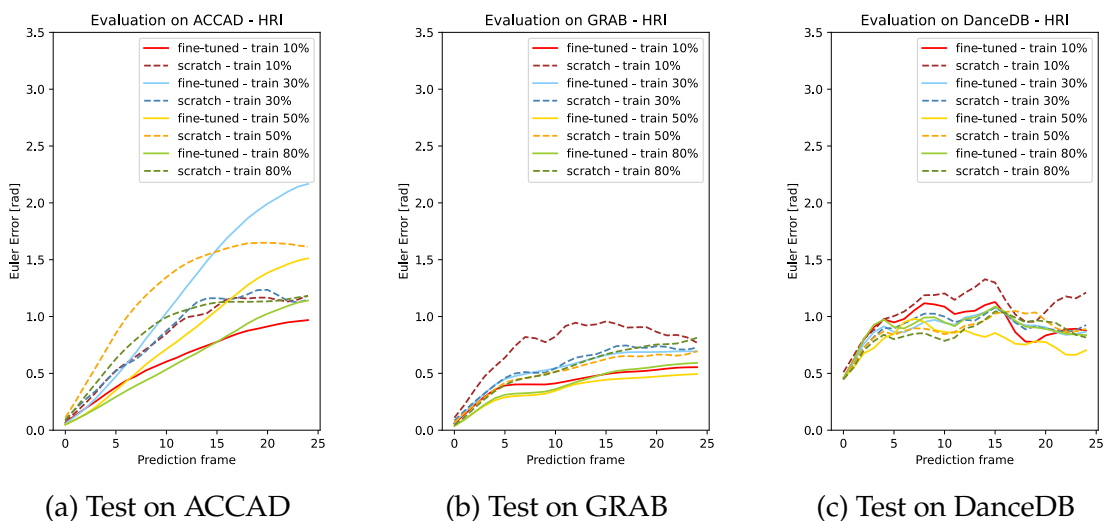 Evaluation on ACCAD - HRI
Euler Error [rad]
3.5
3.0
2.5
2.0
1.5
1.0
0.5
0.0
fine-tuned - train 10%
scratch - train 10%
fine-tuned - train 30%
scratch - train 30%
fine-tuned - train 50%
scratch - train 50%
fine-tuned - train 80%
scratch - train 80%
0 5 10 15 20 25
Prediction frame
(a) Test on ACCAD
Evaluation on GRAB - HRI
Euler Error [rad]
3.5
3.0
2.5
2.0
1.5
1.0
0.5
0.0
fine-tuned - train 10%
scratch - train 10%
fine-tuned - train 30%
scratch - train 30%
fine-tuned - train 50%
scratch - train 50%
fine-tuned - train 80%
scratch - train 80%
0 5 10 15 20 25
Prediction frame
(b) Test on GRAB
Evaluation on DanceDB - HRI
Euler Error [rad]
3.5
3.0
2.5
2.0
1.5
1.0
0.5
0.0
fine-tuned - train 10%
scratch - train 10%
fine-tuned - train 30%
scratch - train 30%
fine-tuned - train 50%
scratch - train 50%
fine-tuned - train 80%
scratch - train 80%
0 5 10 15 20 25
Prediction frame
(c) Test on DanceDB